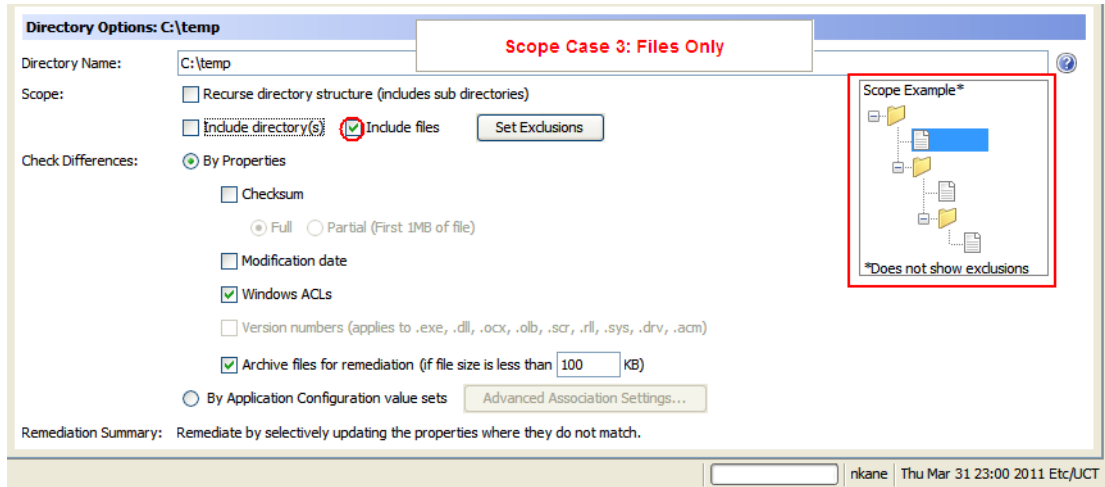 Directory Options: C:\temp
Scope Case 3: Files Only
Directory Name: C:\temp
Scope: Recurse directory structure (includes sub directories)
Include directory(s) Include files Set Exclusions
Check Differences: By Properties
Checksum
Full Partial (First 1MB of file)
Modification date
Windows ACLs
Version numbers (applies to .exe, .dll, .ocx, .olb, .scr, .rll, .sys, .drv, .acm)
Archive files for remediation (if file size is less than 100 KB)
By Application Configuration value sets Advanced Association Settings...
Remediation Summary: Remediate by selectively updating the properties where they do not match.
Scope Example*
*Does not show exclusions
nkane Thu Mar 31 23:00 2011 Etc/UCT